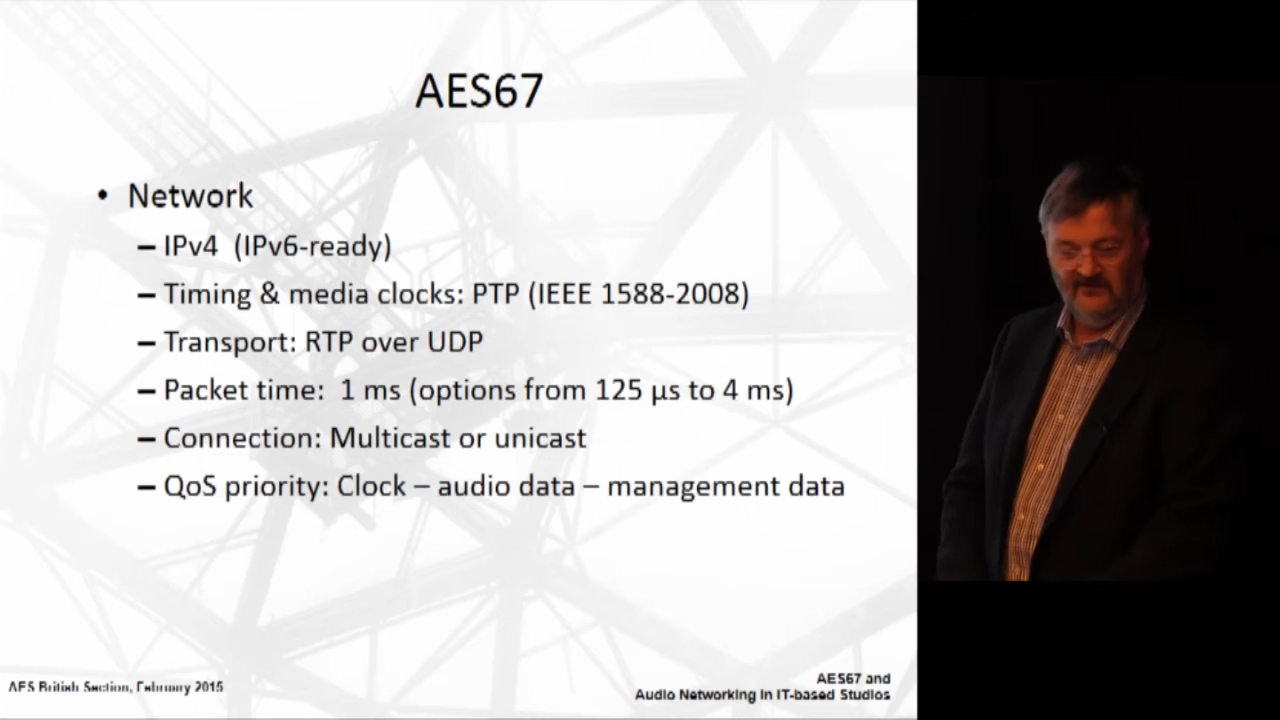 AES67
• Network
– IPv4 (IPv6-ready)
– Timing & media clocks: PTP (IEEE 1588-2008)
– Transport: RTP over UDP
– Packet time: 1 ms (options from 125 µs to 4 ms)
– Connection: Multicast or unicast
– QoS priority: Clock – audio data – management data
AES British Section, February 2015
AES67 and
Audio Networking in IT-based Studios